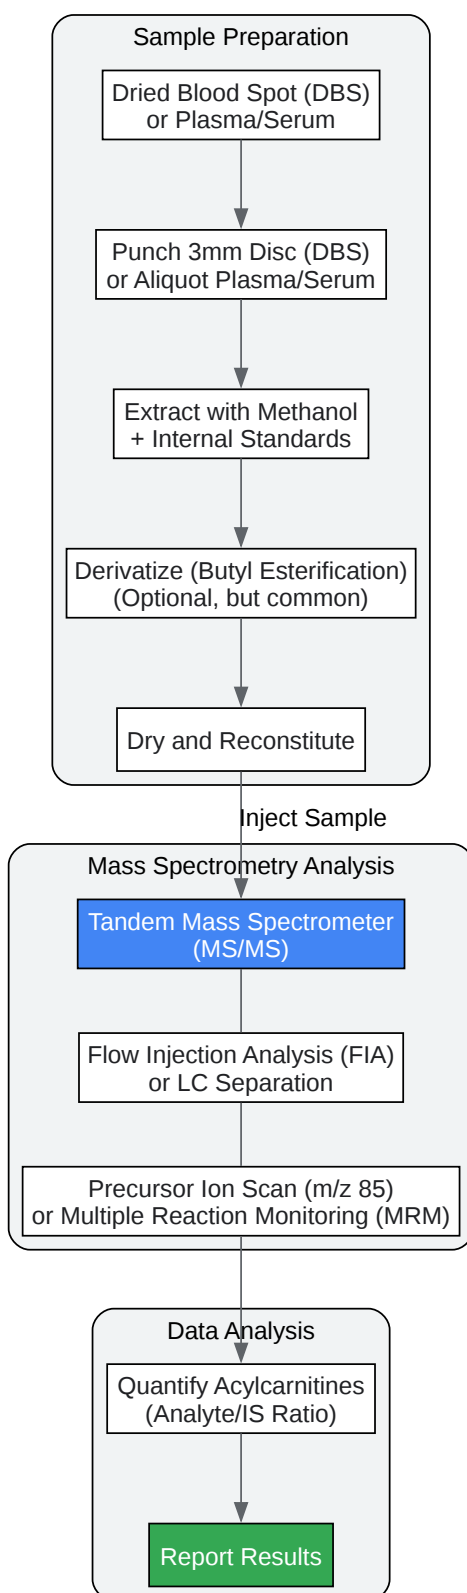 Sample Preparation
Dried Blood Spot (DBS)
or Plasma/Serum
Punch 3mm Disc (DBS)
or Aliquot Plasma/Serum
Extract with Methanol
+ Internal Standards
Derivatize (Butyl Esterification)
(Optional, but common)
Dry and Reconstitute
Inject Sample
Mass Spectrometry Analysis
Tandem Mass Spectrometer
(MS/MS)
Flow Injection Analysis (FIA)
or LC Separation
Precursor Ion Scan (m/z 85)
or Multiple Reaction Monitoring (MRM)
Data Analysis
Quantify Acylcarnitines
(Analyte/IS Ratio)
Report Results